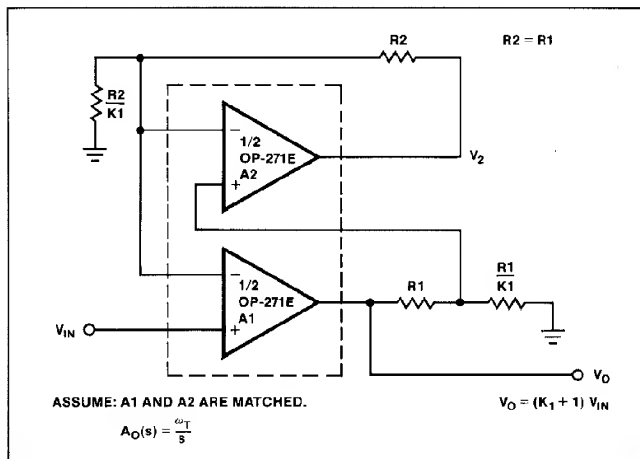 R2
R2 = R1
R2
K1
−
1/2
OP-271E
A2
+
V2
−
1/2
OP-271E
A1
+
R1
R1
K1
VIN
VO
ASSUME: A1 AND A2 ARE MATCHED.
VO = (K1 + 1) VIN
AO(s) = ωT
s